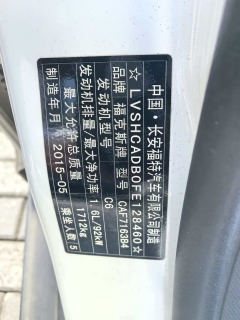 中国·长安福特汽车有限公司制造
☆LVSHCADB0FE128460☆
品牌 福克斯牌 型号 CAF7163B4
发动机型号 C6
发动机排量/最大净功率 1.6L/92kW
最大允许总质量 1712kg
制造年月 2015-05 乘坐人数 5